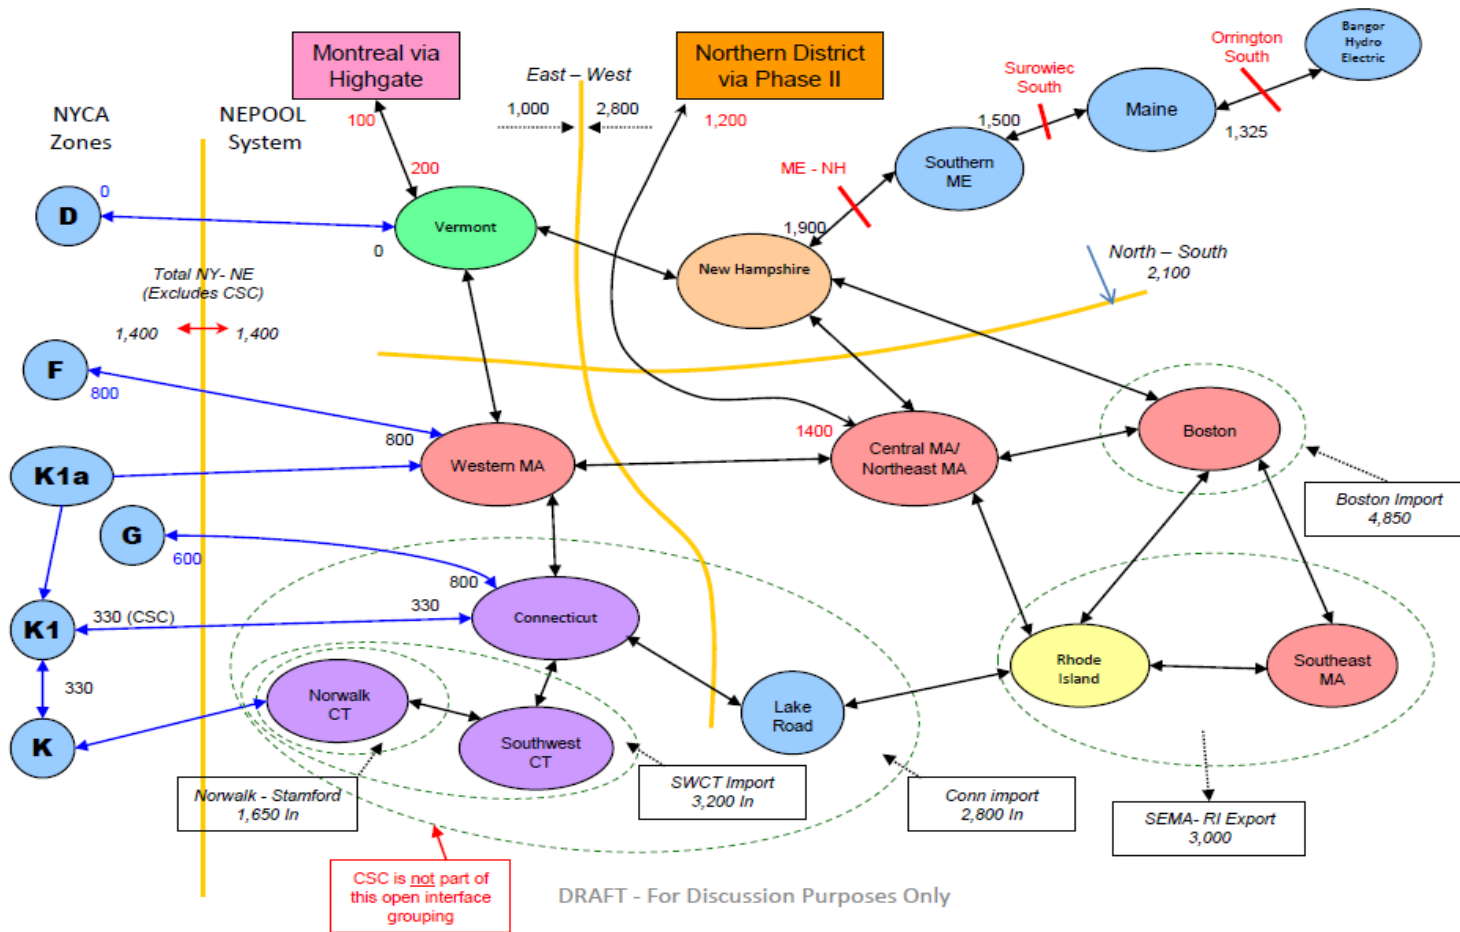 Montreal via
Highgate
East – West
1,000
2,800
Northern District
via Phase II
Surowiec
South
Orrington
South
Bangor
Hydro
Electric
NYCA
Zones
NEPOOL
System
100
1,200
1,500
Maine
1,325
200
ME - NH
Southern
ME
D
0
Vermont
0
1,900
New Hampshire
North – South
2,100
Total NY- NE
(Excludes CSC)
1,400
1,400
F
800
800
Western MA
1400
Central MA/
Northeast MA
Boston
K1a
Boston Import
4,850
G
600
800
330
Connecticut
K1
330 (CSC)
330
K
Norwalk
CT
Southwest
CT
Lake
Road
Rhode
Island
Southeast
MA
Norwalk - Stamford
1,650 In
SWCT Import
3,200 In
Conn import
2,800 In
SEMA- RI Export
3,000
CSC is not part of
this open interface
grouping
DRAFT - For Discussion Purposes Only